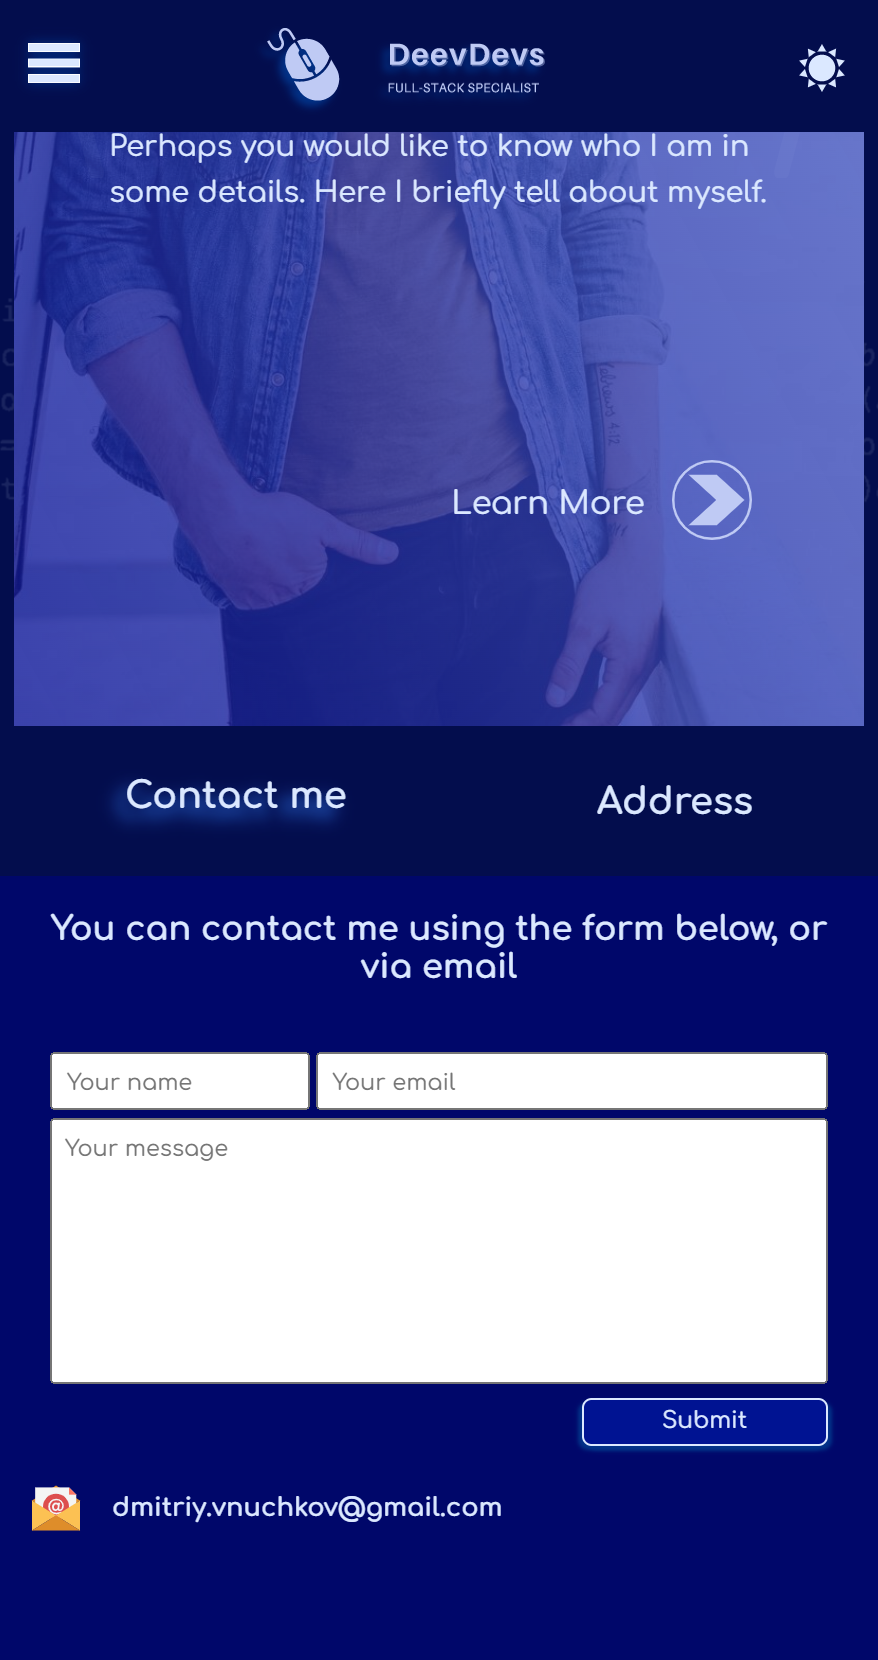 DeevDevs
FULL-STACK SPECIALIST
Perhaps you would like to know who I am in
some details. Here I briefly tell about myself.
Learn More
Contact me
Address
You can contact me using the form below, or
via email
Your name
Your email
Your message
Submit
@
dmitriy.vnuchkov@gmail.com